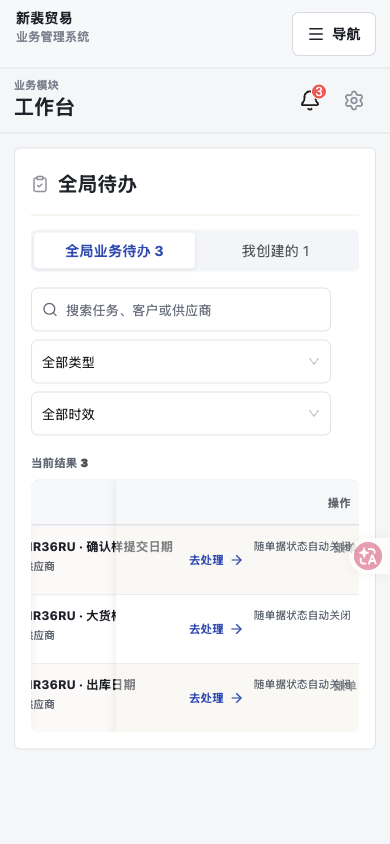 新裴贸易
业务管理系统
导航
业务模块
工作台
3
全局待办
全局业务待办 3
我创建的 1
搜索任务、客户或供应商
全部类型
全部时效
当前结果 3
操作
IR36RU · 确认样提交日期
应商
去处理
随单据状态自动关闭
IR36RU · 大货
应商
去处理
随单据状态自动关闭
IR36RU · 出库日期
应商
去处理
随单据状态自动关闭